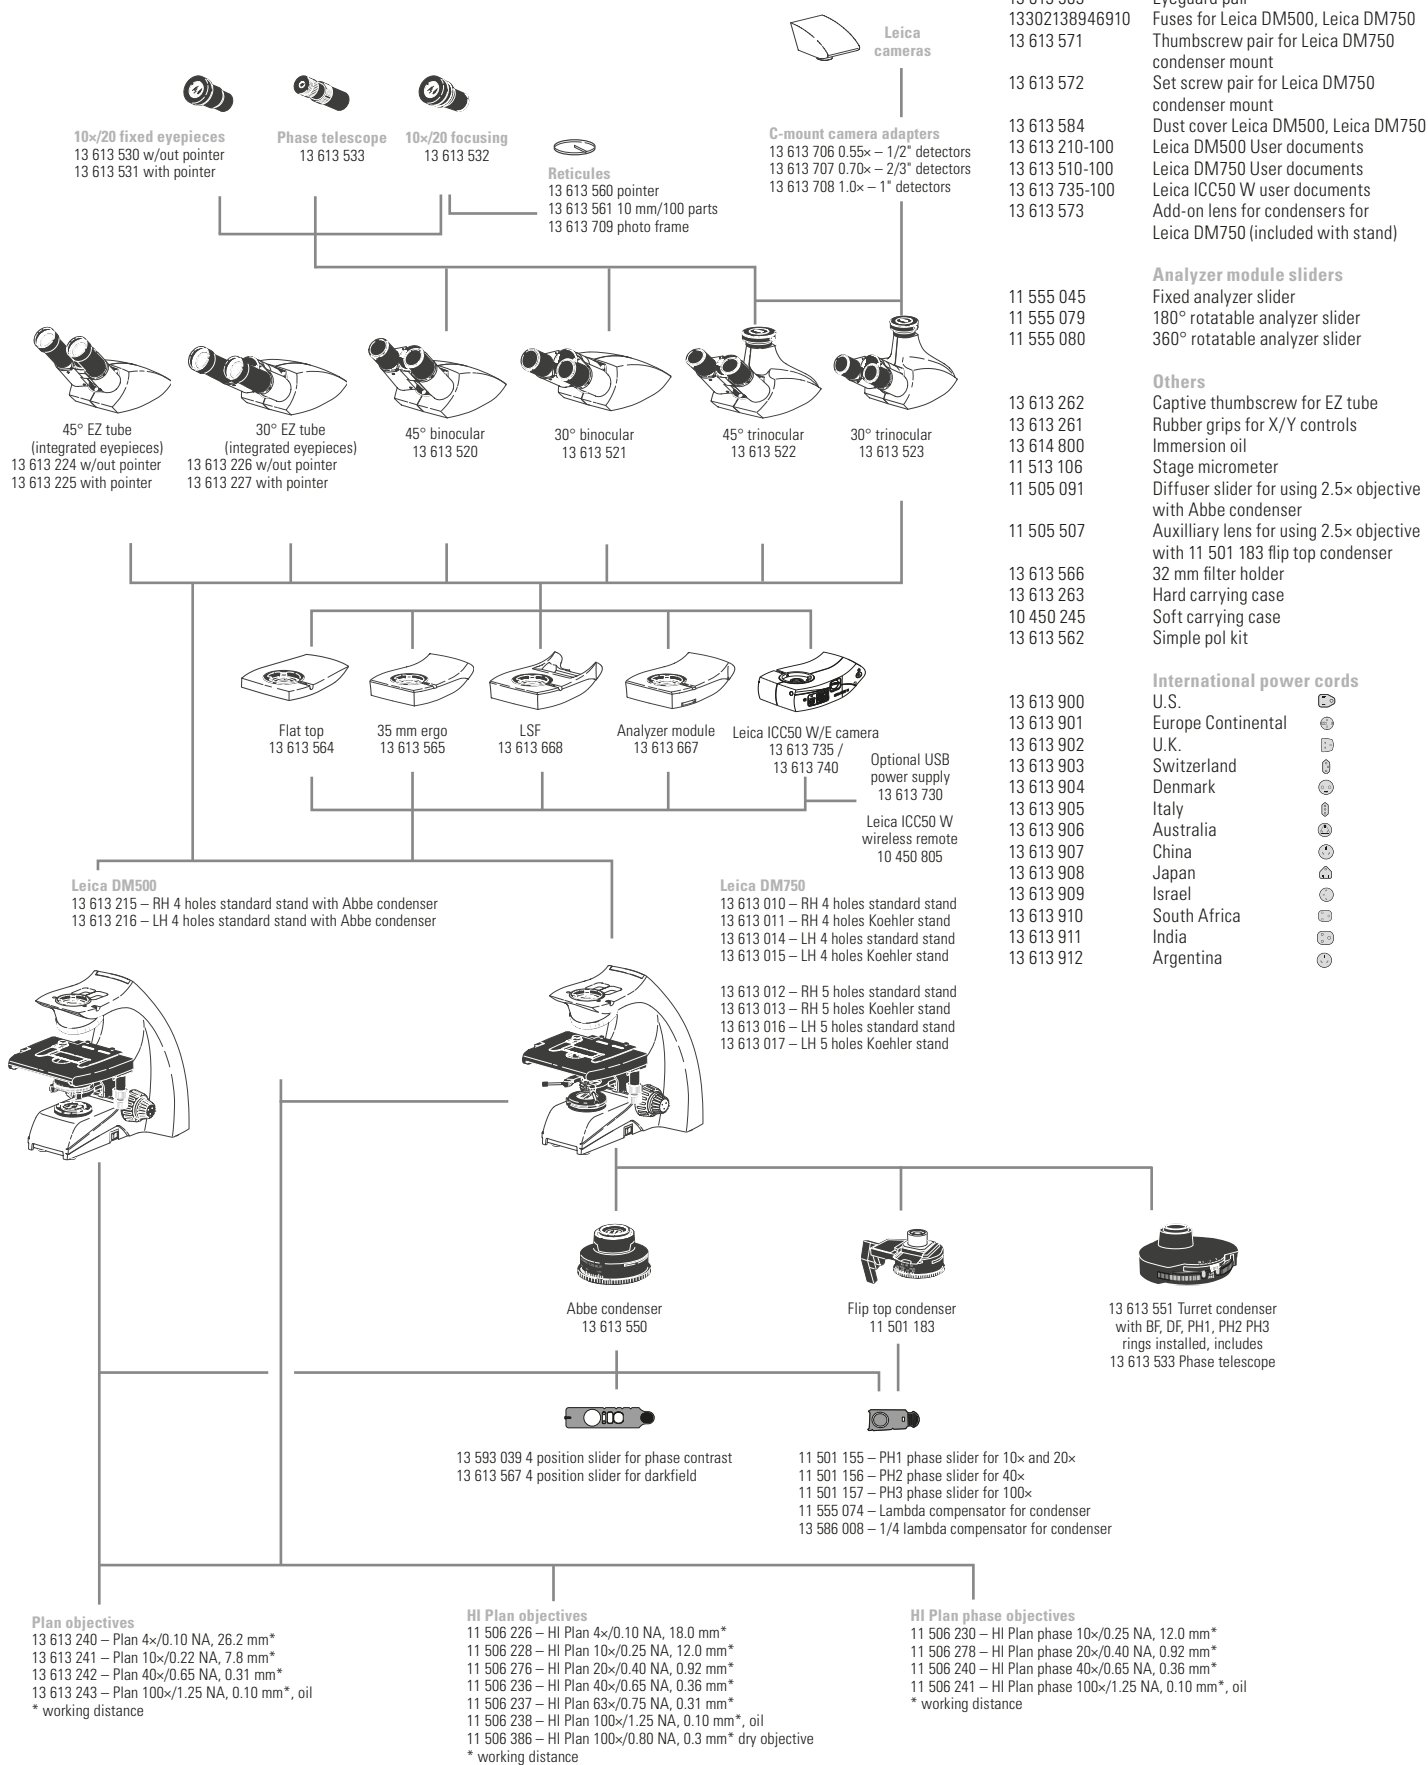 Leica
cameras
10×/20 fixed eyepieces
13 613 530 w/out pointer
13 613 531 with pointer
Phase telescope
13 613 533
10×/20 focusing
13 613 532
Reticules
13 613 560 pointer
13 613 561 10 mm/100 parts
13 613 709 photo frame
C-mount camera adapters
13 613 706 0.55× – 1/2" detectors
13 613 707 0.70× – 2/3" detectors
13 613 708 1.0× – 1" detectors
45° EZ tube
(integrated eyepieces)
13 613 224 w/out pointer
13 613 225 with pointer
30° EZ tube
(integrated eyepieces)
13 613 226 w/out pointer
13 613 227 with pointer
45° binocular
13 613 520
30° binocular
13 613 521
45° trinocular
13 613 522
30° trinocular
13 613 523
Flat top
13 613 564
35 mm ergo
13 613 565
LSF
13 613 668
Analyzer module
13 613 667
Leica ICC50 W/E camera
13 613 735 /
13 613 740
Optional USB
power supply
13 613 730
Leica ICC50 W
wireless remote
10 450 805
Leica DM500
13 613 215 – RH 4 holes standard stand with Abbe condenser
13 613 216 – LH 4 holes standard stand with Abbe condenser
Leica DM750
13 613 010 – RH 4 holes standard stand
13 613 011 – RH 4 holes Koehler stand
13 613 014 – LH 4 holes standard stand
13 613 015 – LH 4 holes Koehler stand
13 613 012 – RH 5 holes standard stand
13 613 013 – RH 5 holes Koehler stand
13 613 016 – LH 5 holes standard stand
13 613 017 – LH 5 holes Koehler stand
Abbe condenser
13 613 550
Flip top condenser
11 501 183
13 613 551 Turret condenser
with BF, DF, PH1, PH2 PH3
rings installed, includes
13 613 533 Phase telescope
13 593 039 4 position slider for phase contrast
13 613 567 4 position slider for darkfield
11 501 155 – PH1 phase slider for 10× and 20×
11 501 156 – PH2 phase slider for 40×
11 501 157 – PH3 phase slider for 100×
11 555 074 – Lambda compensator for condenser
13 586 008 – 1/4 lambda compensator for condenser
Plan objectives
13 613 240 – Plan 4×/0.10 NA, 26.2 mm*
13 613 241 – Plan 10×/0.22 NA, 7.8 mm*
13 613 242 – Plan 40×/0.65 NA, 0.31 mm*
13 613 243 – Plan 100×/1.25 NA, 0.10 mm*, oil
* working distance
HI Plan objectives
11 506 226 – HI Plan 4×/0.10 NA, 18.0 mm*
11 506 228 – HI Plan 10×/0.25 NA, 12.0 mm*
11 506 276 – HI Plan 20×/0.40 NA, 0.92 mm*
11 506 236 – HI Plan 40×/0.65 NA, 0.36 mm*
11 506 237 – HI Plan 63×/0.75 NA, 0.31 mm*
11 506 238 – HI Plan 100×/1.25 NA, 0.10 mm*, oil
11 506 386 – HI Plan 100×/0.80 NA, 0.3 mm* dry objective
* working distance
HI Plan phase objectives
11 506 230 – HI Plan phase 10×/0.25 NA, 12.0 mm*
11 506 278 – HI Plan phase 20×/0.40 NA, 0.92 mm*
11 506 240 – HI Plan phase 40×/0.65 NA, 0.36 mm*
11 506 241 – HI Plan phase 100×/1.25 NA, 0.10 mm*, oil
* working distance
Eyeguard pair
13302138946910 Fuses for Leica DM500, Leica DM750
13 613 571 Thumbscrew pair for Leica DM750
condenser mount
13 613 572 Set screw pair for Leica DM750
condenser mount
13 613 584 Dust cover Leica DM500, Leica DM750
13 613 210-100 Leica DM500 User documents
13 613 510-100 Leica DM750 User documents
13 613 735-100 Leica ICC50 W user documents
13 613 573 Add-on lens for condensers for
Leica DM750 (included with stand)
Analyzer module sliders
11 555 045 Fixed analyzer slider
11 555 079 180° rotatable analyzer slider
11 555 080 360° rotatable analyzer slider
Others
13 613 262 Captive thumbscrew for EZ tube
13 613 261 Rubber grips for X/Y controls
13 614 800 Immersion oil
11 513 106 Stage micrometer
11 505 091 Diffuser slider for using 2.5× objective
with Abbe condenser
11 505 507 Auxilliary lens for using 2.5× objective
with 11 501 183 flip top condenser
13 613 566 32 mm filter holder
13 613 263 Hard carrying case
10 450 245 Soft carrying case
13 613 562 Simple pol kit
International power cords
13 613 900 U.S.
13 613 901 Europe Continental
13 613 902 U.K.
13 613 903 Switzerland
13 613 904 Denmark
13 613 905 Italy
13 613 906 Australia
13 613 907 China
13 613 908 Japan
13 613 909 Israel
13 613 910 South Africa
13 613 911 India
13 613 912 Argentina